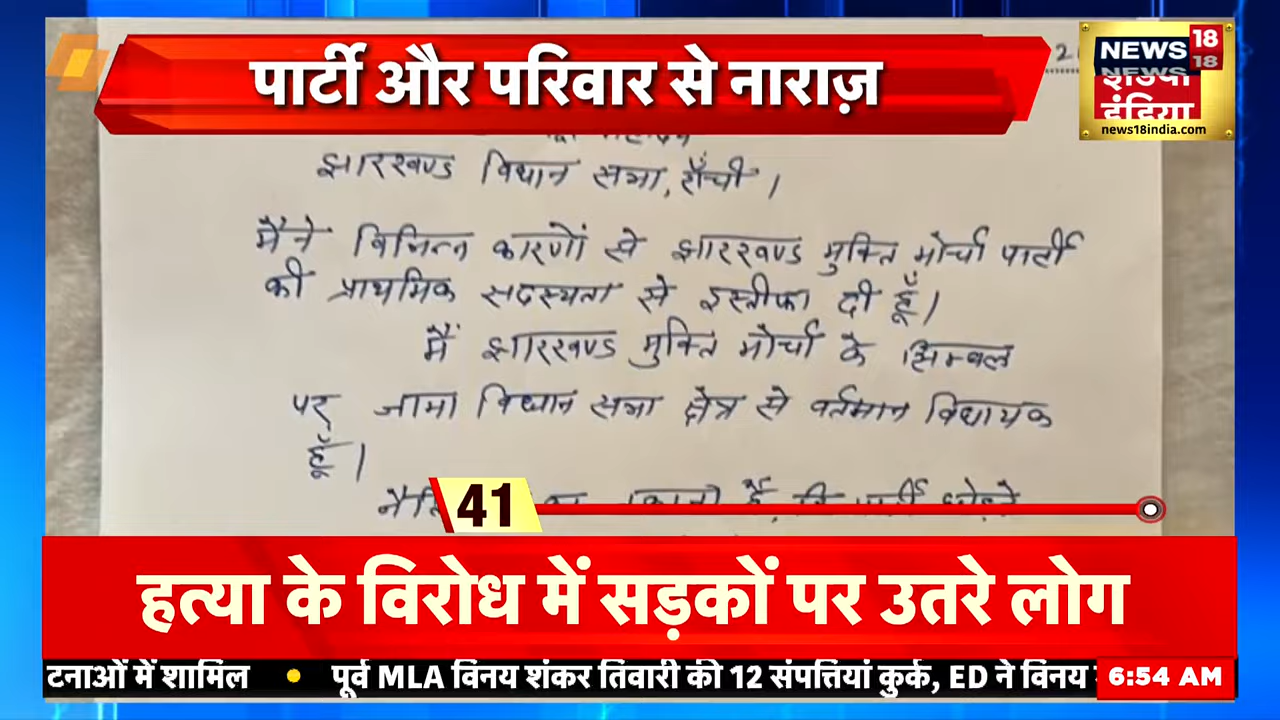 पार्टी और परिवार से नाराज़
NEWS 18
इंडिया
news18india.com
झारखण्ड विधान सभा, राँची।
मैंने विभिन्न कारणों से झारखण्ड मुक्ति मोर्चा पार्टी
की प्राथमिक सदस्यता से इस्तीफा दी हूँ।
मैं झारखण्ड मुक्ति मोर्चा के सिम्बल
पर जामा विधान सभा क्षेत्र से वर्तमान विधायक
हूँ।
41
हत्या के विरोध में सड़कों पर उतरे लोग
टनाओं में शामिल • पूर्व MLA विनय शंकर तिवारी की 12 संपत्तियां कुर्क, ED ने विनय
6:54 AM